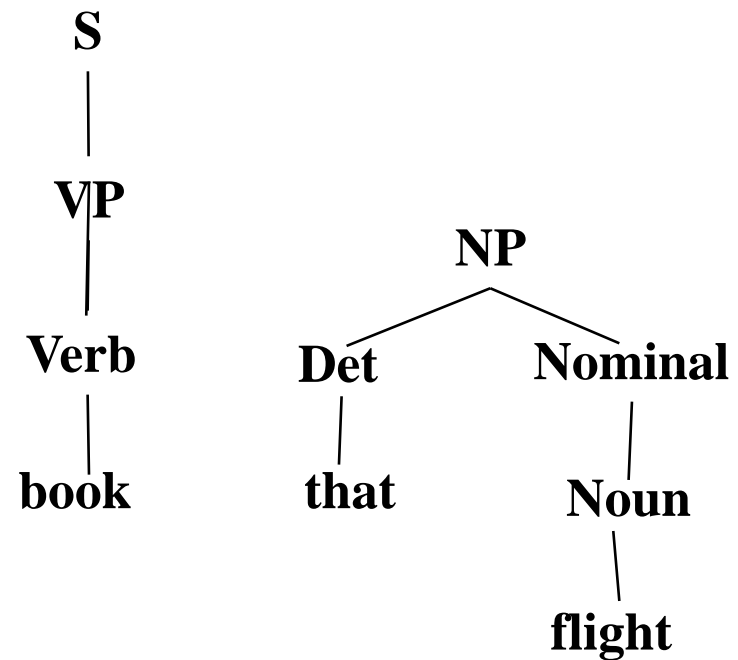 S
VP
NP
Verb
Det
Nominal
book
that
Noun
flight